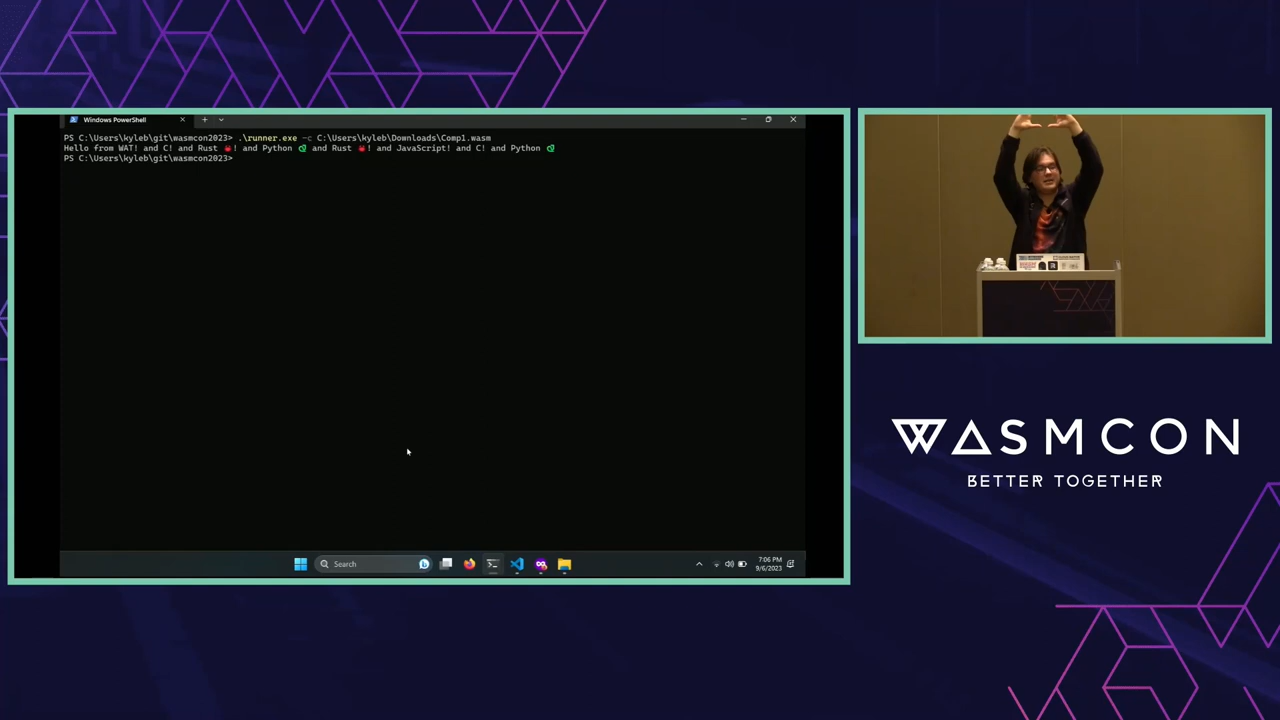 Windows PowerShell
PS C:\Users\kyleb\git\wasmcon2023> .\runner.exe -c C:\Users\kyleb\Downloads\Comp1.wasm
Hello from WAT! and C! and Rust 🦀! and Python 🐍 and Rust 🦀! and JavaScript! and C! and Python 🐍
PS C:\Users\kyleb\git\wasmcon2023>
Search
7:06 PM
9/6/2023
WASMCON
BETTER TOGETHER